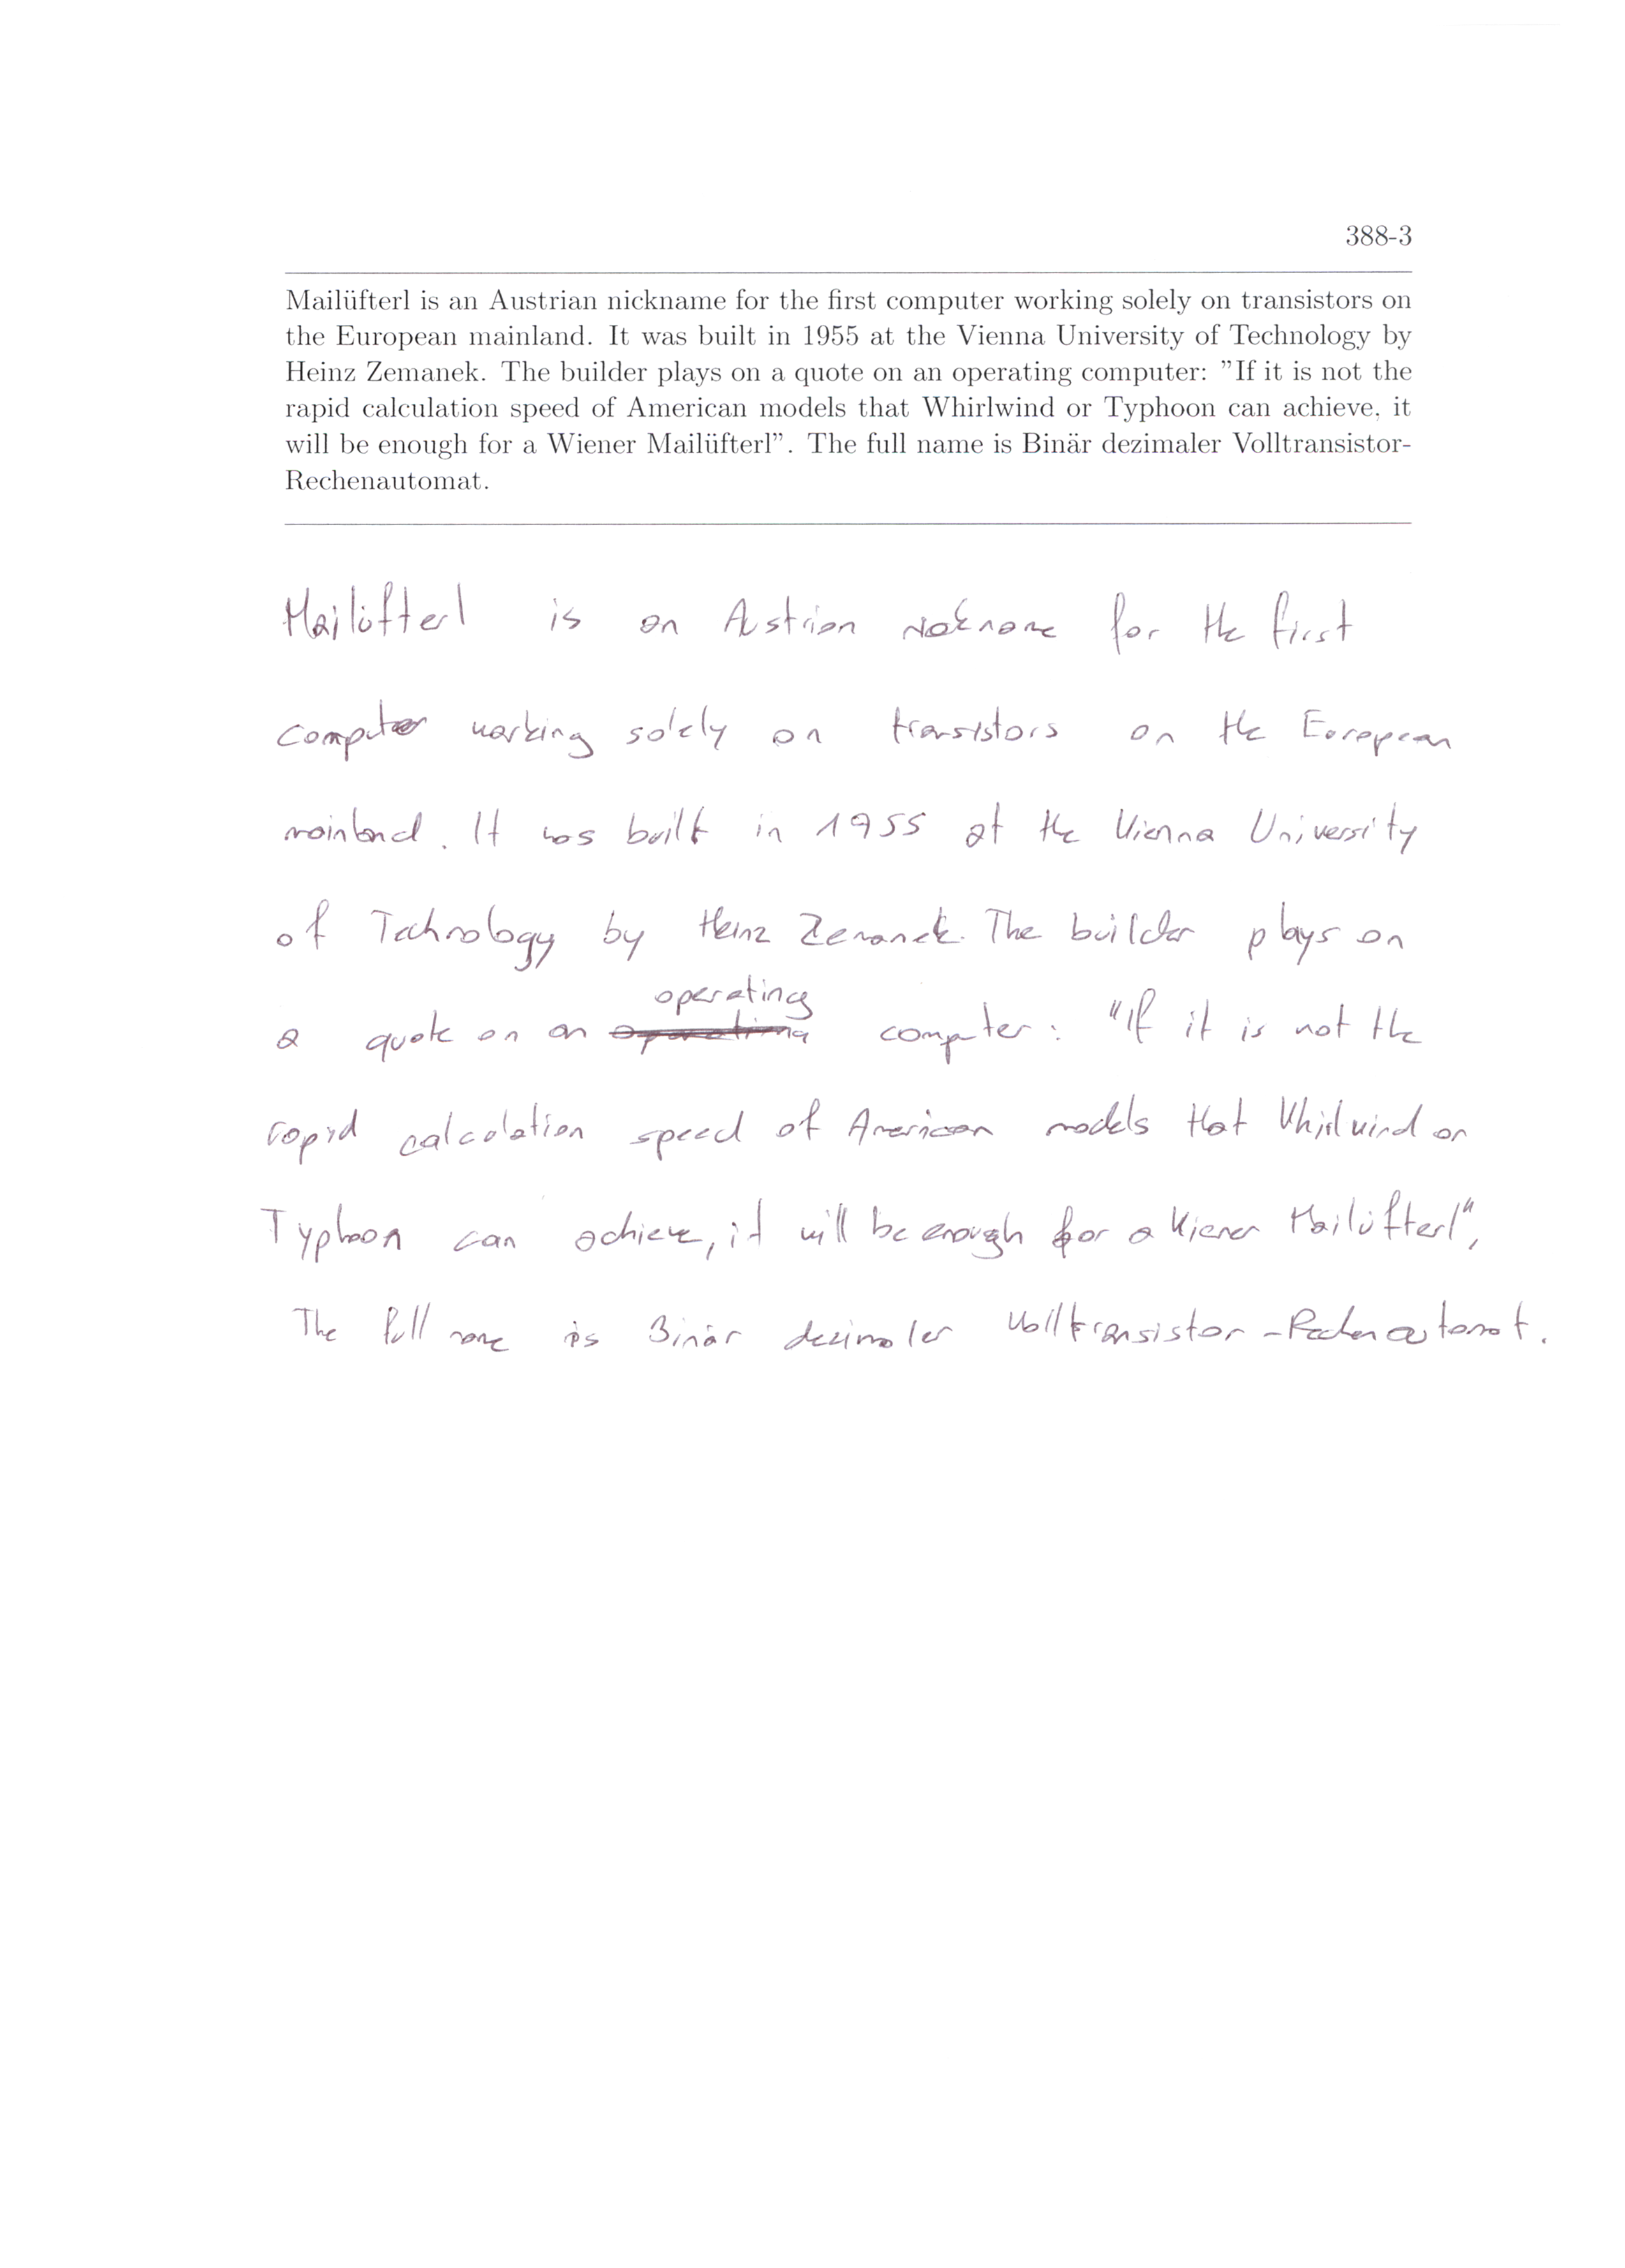 388-3
Mailüfterl is an Austrian nickname for the first computer working solely on transistors on
the European mainland. It was built in 1955 at the Vienna University of Technology by
Heinz Zemanek. The builder plays on a quote on an operating computer: "If it is not the
rapid calculation speed of American models that Whirlwind or Typhoon can achieve, it
will be enough for a Wiener Mailüfterl". The full name is Binär dezimaler Volltransistor-
Rechenautomat.
Mailüfterl is an Austrian nickname for the first
computer working solely on transistors on the European
mainland. It was built in 1955 at the Vienna University
of Technology by Heinz Zemanek. The builder plays on
operating
a quote on an operating computer: "If it is not the
rapid calculation speed of American models that Whirlwind or
Typhoon can achieve, it will be enough for a Wiener Mailüfterl",
The full name is Binär dezimaler Volltransistor-Rechenautomat.